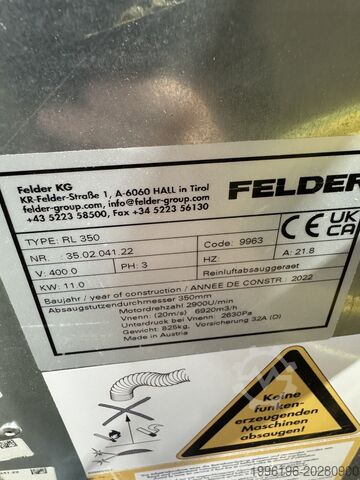 Felder KG
KR-Felder-Straße 1, A-6060 HALL in Tirol
felder-group.com, info@felder-group.com
+43 5223 58500, Fax +34 5223 56130
FELDER
CE UK CA
TYPE: RL 350
NR. : 35.02.041.22
Code: 9963
V: 400.0
PH: 3
HZ:
A: 21.8
KW: 11.0
Reinluftabsauggeraet
Baujahr / year of construction / ANNEE DE CONSTR.: 2022
Absaugstutzendurchmesser 350mm
Motordrehzahl 2900U/min
Vnenn: (20m/s) 6920m3/h
Unterdruck bei Vnenn: 2630Pa
Gewicht: 825kg, Vorsicherung 32A (D)
Made in Austria
Keine
funken-
erzeugenden
Maschinen
absaugen!
1996196-20280960